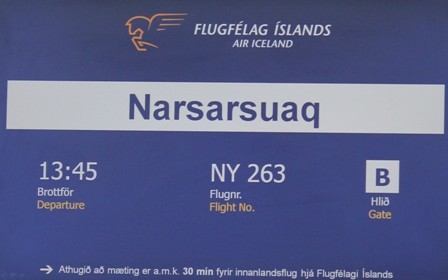 FLUGFÉLAG ÍSLANDS
AIR ICELAND
Narsarsuaq
13:45
Brottför
Departure
NY 263
Flugnr.
Flight No.
B
Hlið
Gate
→ Athugið að mæting er a.m.k. 30 min fyrir innanlandsflug hjá Flugfélagi Íslands